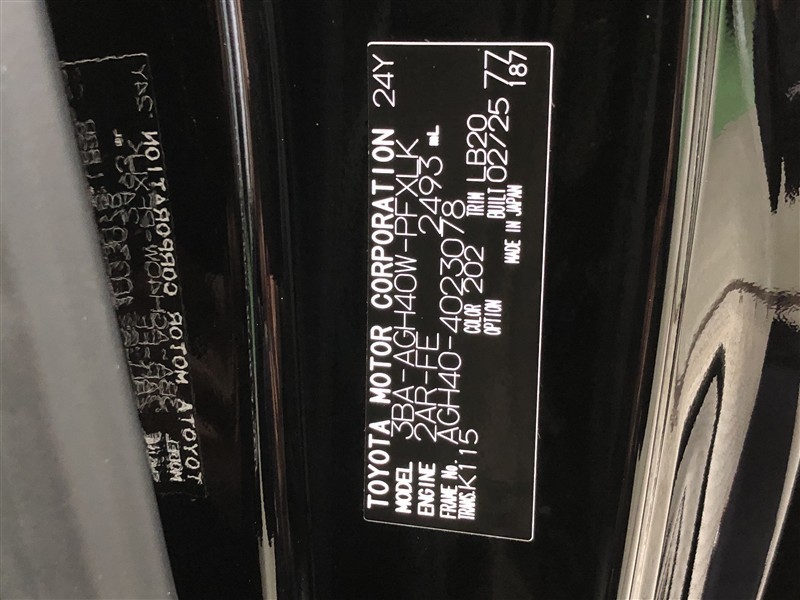 TOYOTA MOTOR CORPORATION 24Y
MODEL 3BA-AGH40W-PFXLK
ENGINE 2AR-FE 2493 mL
FRAME No. AGH40-4023078
TRANS. K115 COLOR 202 TRIM LB20
OPTION BUILT 02725 77
MADE IN JAPAN 187